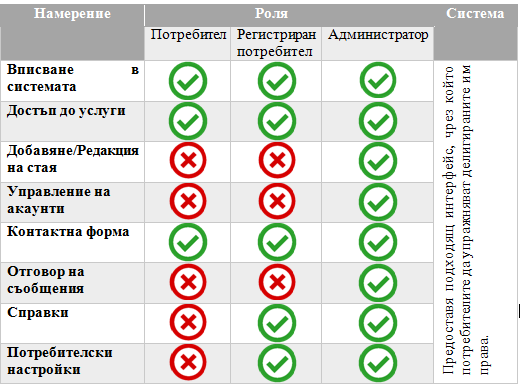 Намерение
Роля
Система
Потребител
Регистриран
потребител
Администратор
Вписване в
системата
Достъп до услуги
Добавяне/Редакция
на стая
Управление на
акаунти
Контактна форма
Отговор на
съобщения
Справки
Потребителски
настройки
Предоставя подходящ интерфейс, чрез който
потребителите да упражняват делигираните им
права.